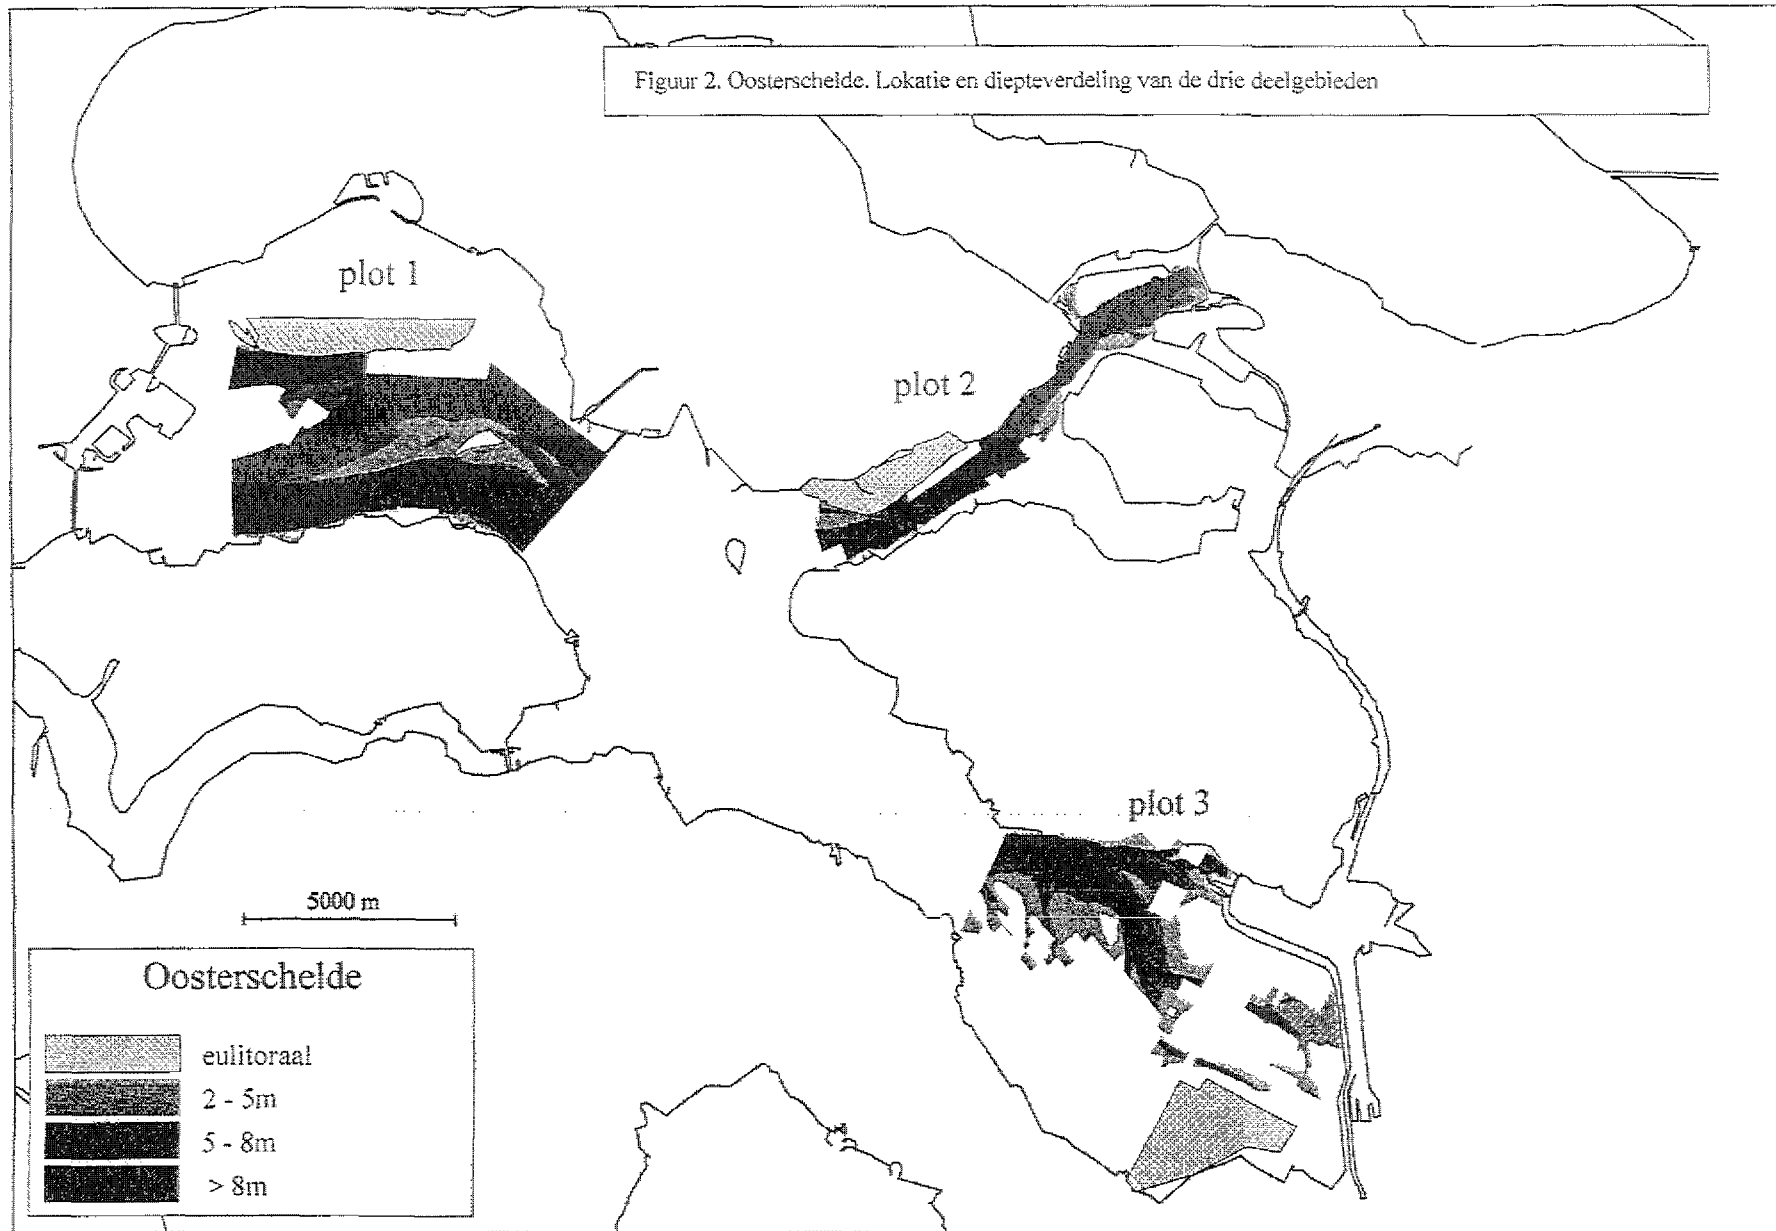 Figuur 2. Oosterschelde. Lokatie en diepteverdeling van de drie deelgebieden
plot 1
plot 2
plot 3
5000 m
Oosterschelde
eulitoraal
2 - 5m
5 - 8m
> 8m